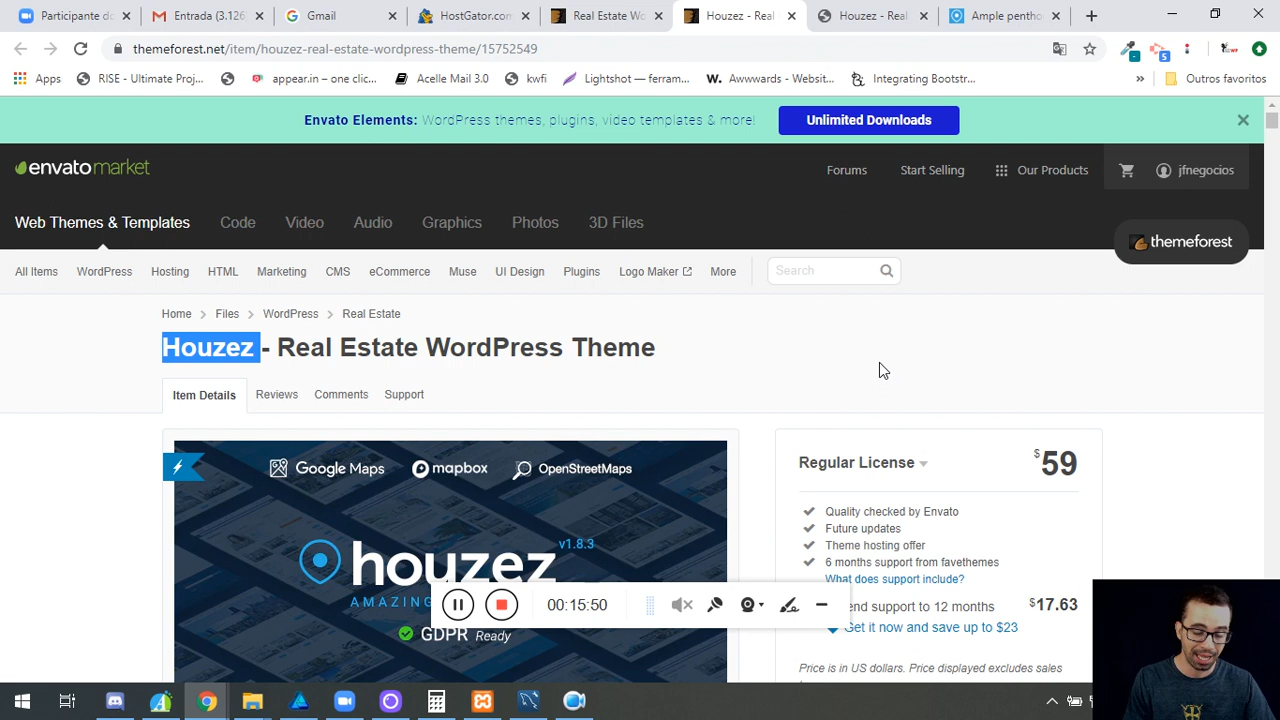 Participante d
Entrada (3.126
Gmail
HostGator.com
Real Estate Wo
Houzez - Real
Houzez - Real
Ample pentho
themeforest.net/item/houzez-real-estate-wordpress-theme/15752549
Apps
RISE - Ultimate Proj...
appear.in – one clic...
Acelle Mail 3.0
kwfi
Lightshot — ferram...
Awwwards - Websit...
Integrating Bootstr...
»
Outros favoritos
Envato Elements: WordPress themes, plugins, video templates & more!
Unlimited Downloads
envatomarket
Forums
Start Selling
Our Products
jfnegocios
Web Themes & Templates
Code
Video
Audio
Graphics
Photos
3D Files
themeforest
All Items
WordPress
Hosting
HTML
Marketing
CMS
eCommerce
Muse
UI Design
Plugins
Logo Maker
More
Search
Home
Files
WordPress
Real Estate
Houzez - Real Estate WordPress Theme
Item Details
Reviews
Comments
Support
Google Maps
mapbox
OpenStreetMaps
v1.8.3
houzez
AMAZING
GDPR Ready
Regular License
$59
Quality checked by Envato
Future updates
Theme hosting offer
6 months support from favethemes
What does support include?
end support to 12 months
$17.63
Get it now and save up to $23
Price is in US dollars. Price displayed excludes sales
00:15:50